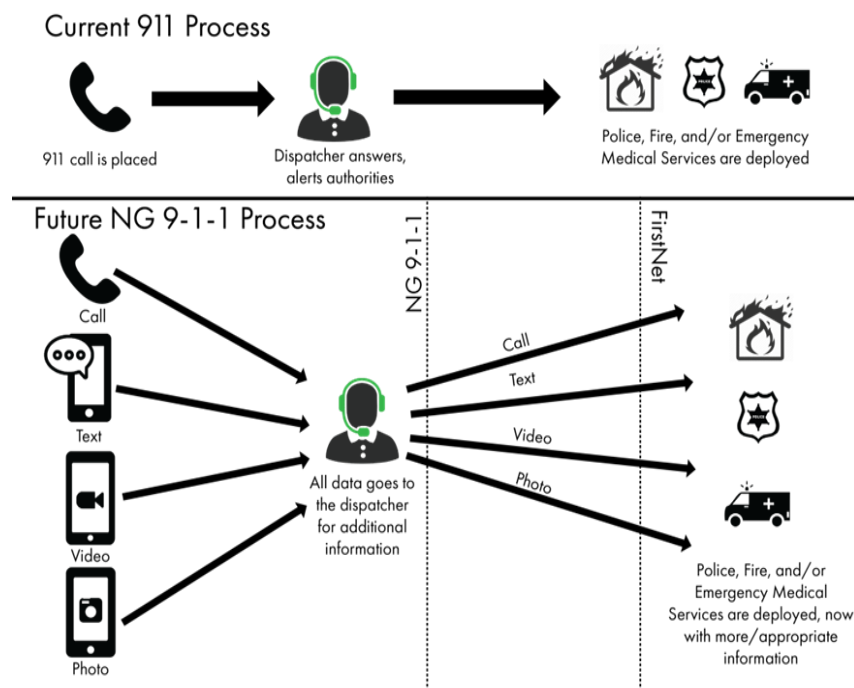 Current 911 Process
911 call is placed
Dispatcher answers,
alerts authorities
POLICE
Police, Fire, and/or Emergency
Medical Services are deployed
Future NG 9-1-1 Process
NG 9-1-1
FirstNet
Call
Text
Video
Photo
All data goes to
the dispatcher
for additional
information
Call
Text
Video
Photo
POLICE
Police, Fire, and/or
Emergency Medical
Services are deployed, now
with more/appropriate
information